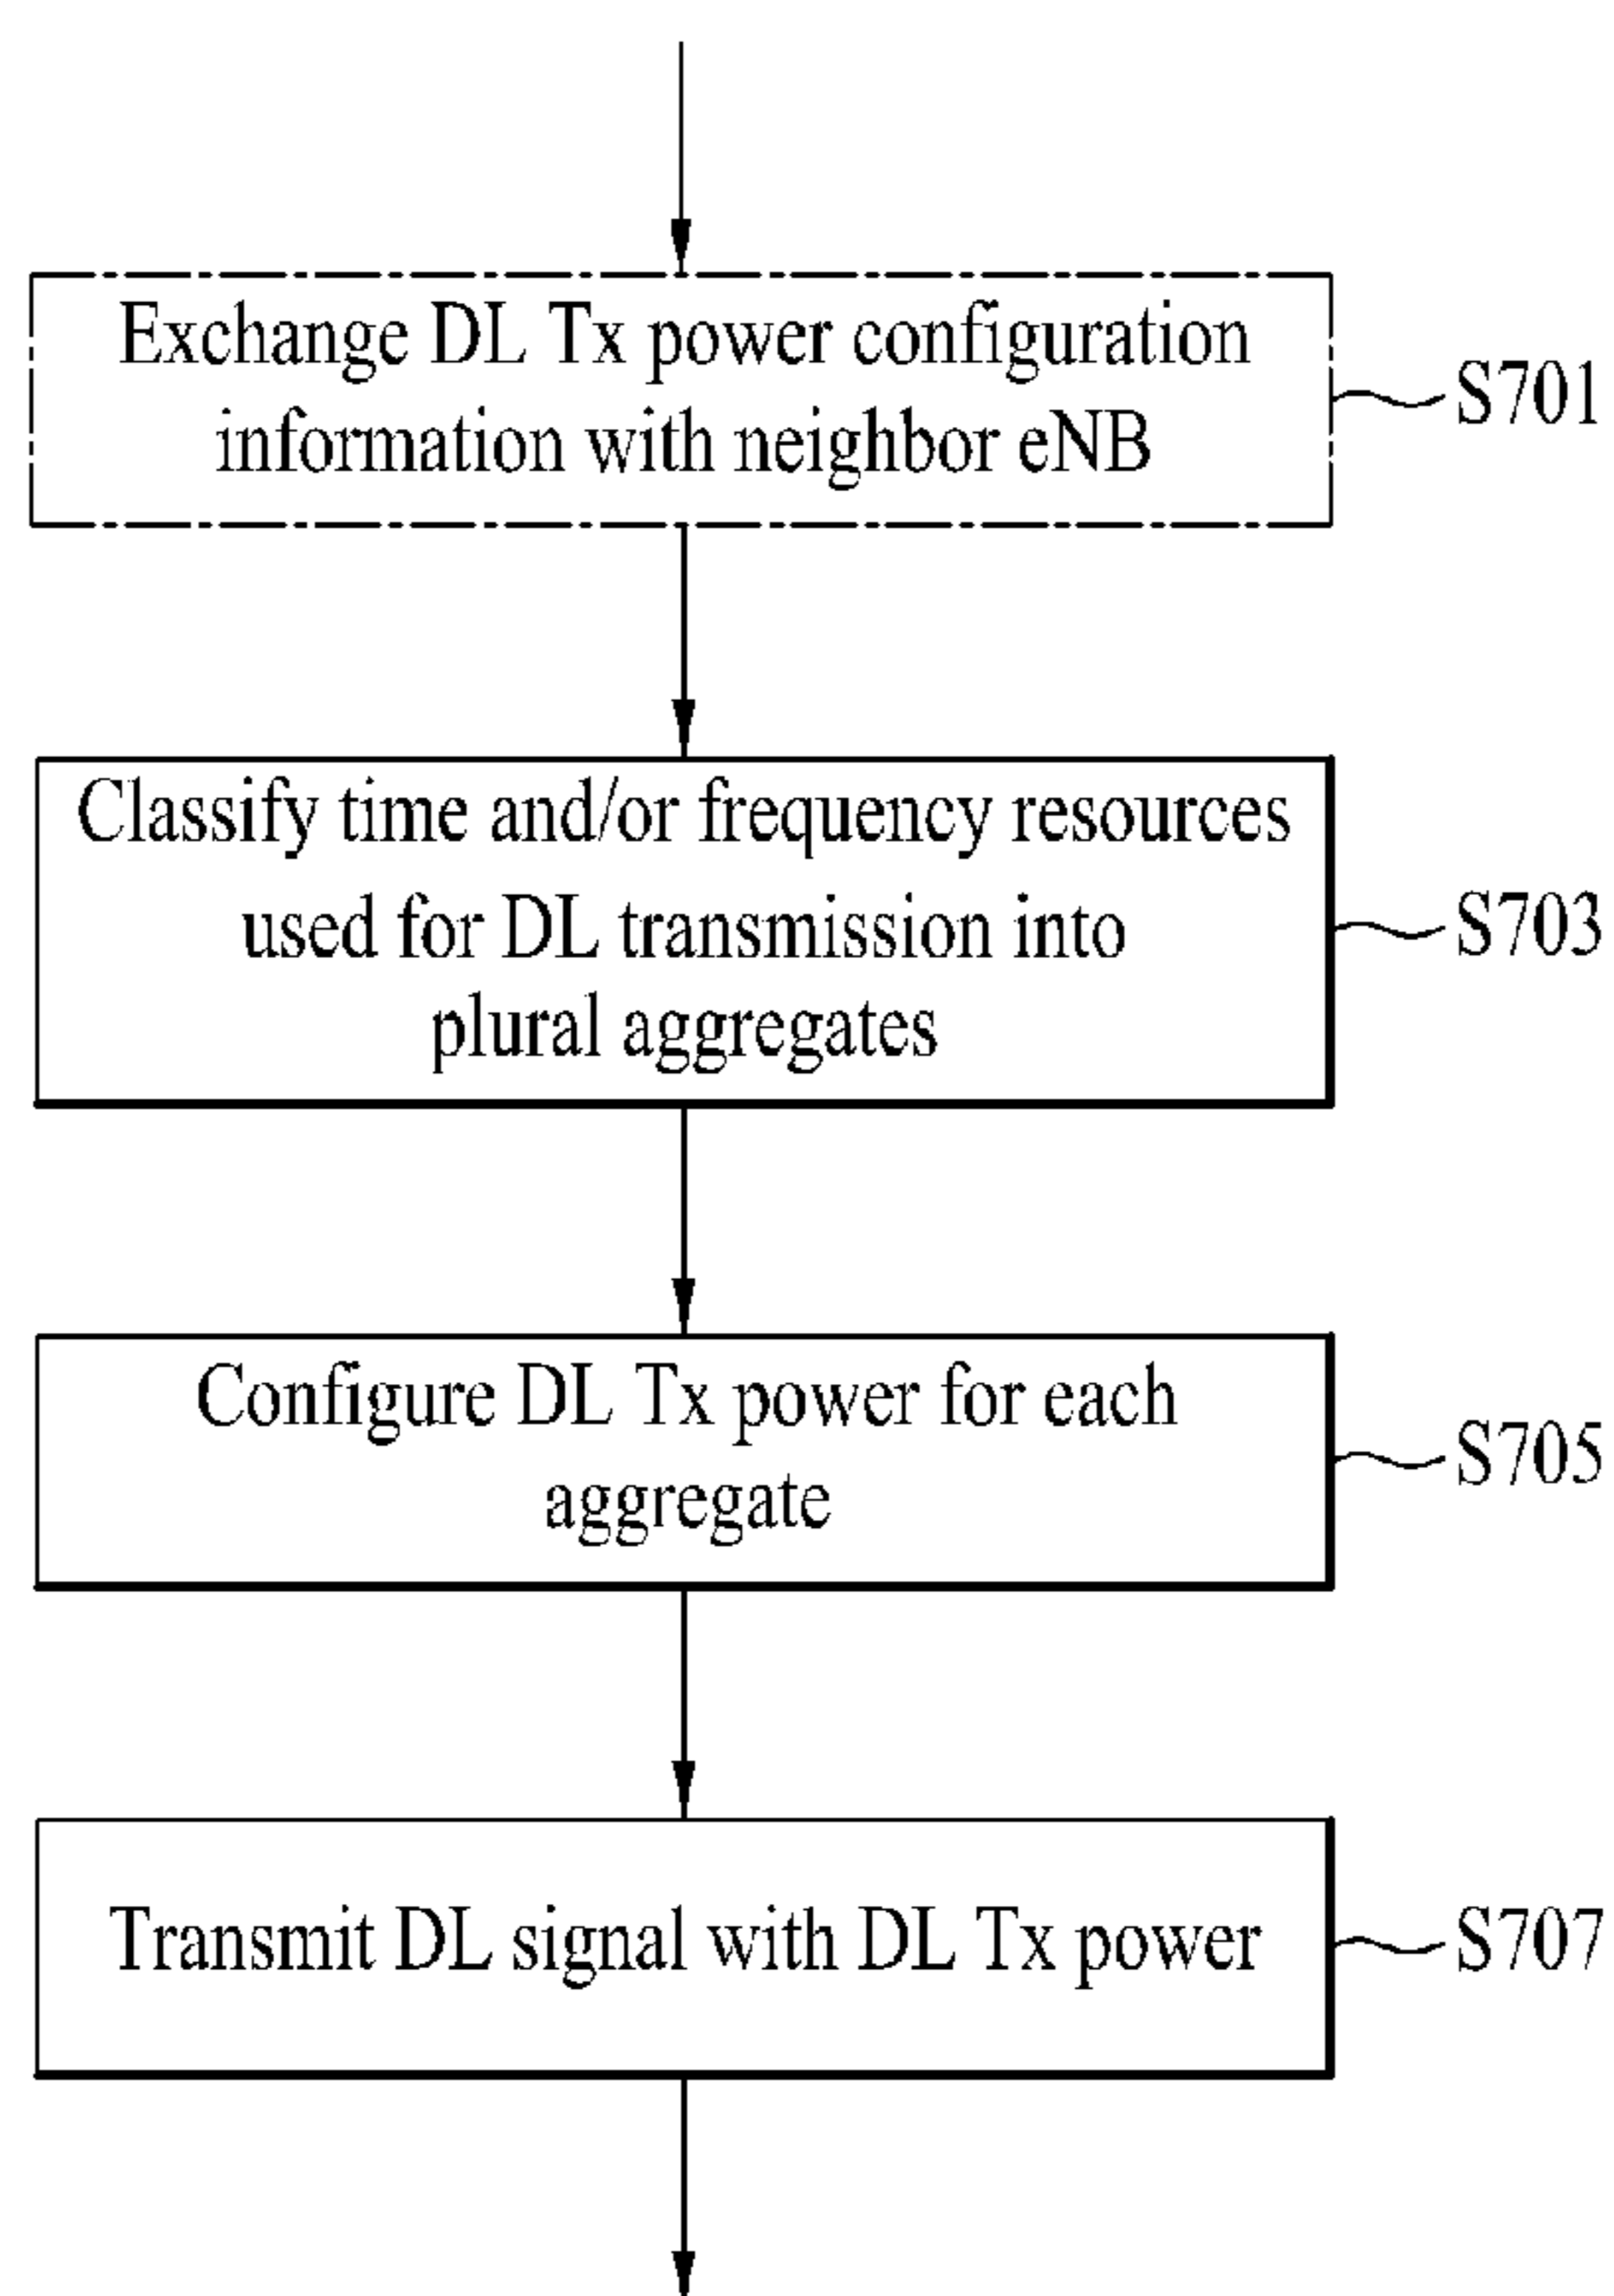 Exchange DL Tx power configuration
information with neighbor eNB
S701
Classify time and/or frequency resources
used for DL transmission into
plural aggregates
S703
Configure DL Tx power for each
aggregate
S705
Transmit DL signal with DL Tx power
S707